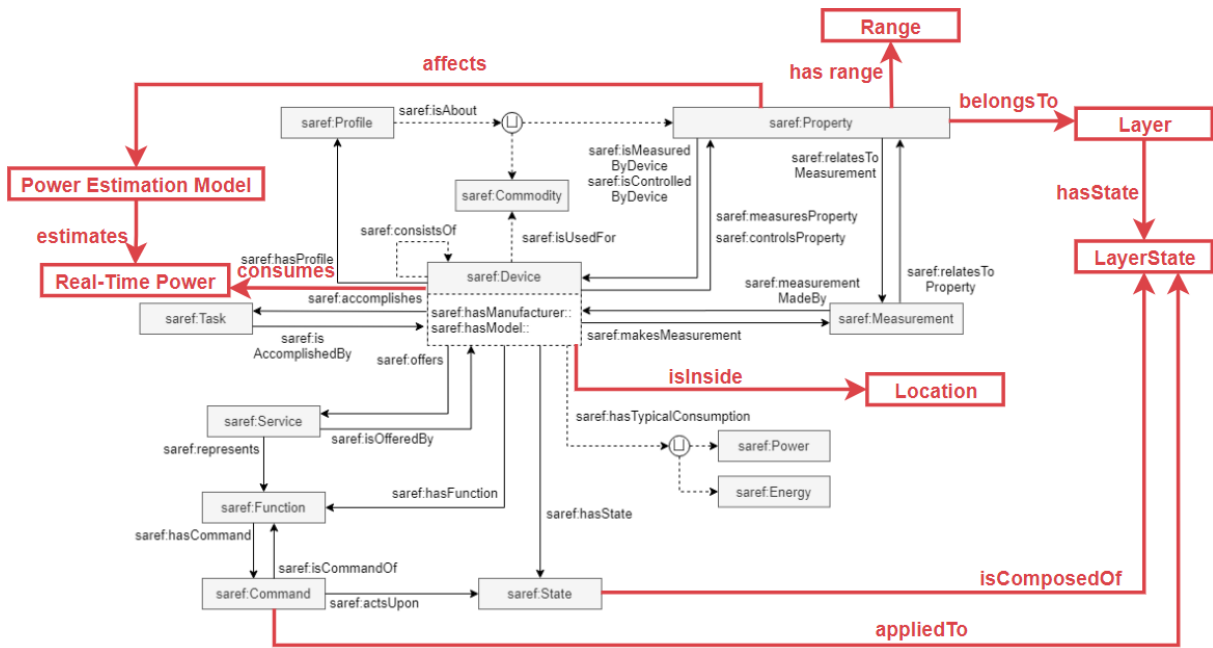 Range
affects
has range
saref:Profile
saref:isAbout
saref:Property
belongsTo
Layer
saref:isMeasured
ByDevice
saref:isControlled
ByDevice
saref:relatesTo
Measurement
Power Estimation Model
saref:Commodity
hasState
saref:measuresProperty
saref:controlsProperty
estimates
saref:consistsOf
saref:isUsedFor
saref:hasProfile
consumes
Real-Time Power
saref:Device
saref:measurement
MadeBy
saref:relatesTo
Property
LayerState
saref:accomplishes
saref:hasManufacturer::
saref:hasModel::
saref:Task
saref:is
AccomplishedBy
saref:makesMeasurement
saref:Measurement
saref:offers
isInside
Location
saref:Service
saref:isOfferedBy
saref:hasTypicalConsumption
saref:represents
saref:Power
saref:Energy
saref:hasFunction
saref:Function
saref:hasState
saref:hasCommand
saref:isCommandOf
saref:Command
saref:actsUpon
saref:State
isComposedOf
appliedTo